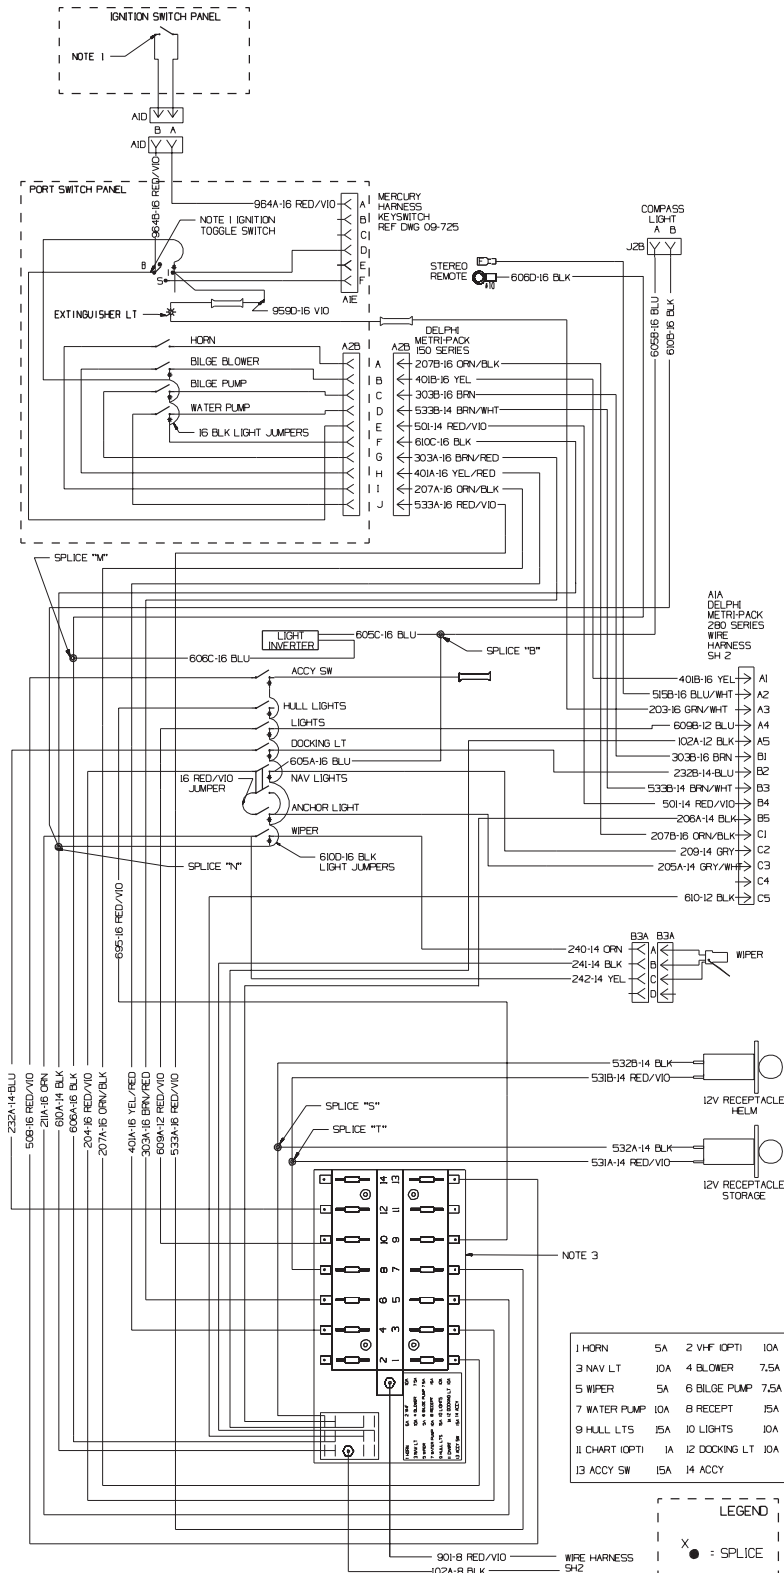 IGNITION SWITCH PANEL
NOTE 1
A1D
B A
A1D
964B-16 RED/VIO
PORT SWITCH PANEL
964A-16 RED/VIO
A
B
C
D
E
F
A1E
MERCURY
HARNESS
KEYSWITCH
REF DWG 09-725
NOTE 1 IGNITION
TOGGLE SWITCH
B
S
I
COMPASS
LIGHT
A B
J2B
605B-16 BLU
610B-16 BLK
STEREO
REMOTE
#10
606D-16 BLK
EXTINGUISHER LT
959D-16 VIO
HORN
BILGE BLOWER
BILGE PUMP
WATER PUMP
16 BLK LIGHT JUMPERS
DELPHI
METRI-PACK
150 SERIES
A2B A2B
A 207B-16 ORN/BLK
B 401B-16 YEL
C 303B-16 BRN
D 533B-14 BRN/WHT
E 501-14 RED/VIO
F 610C-16 BLK
G 303A-16 BRN/RED
H 401A-16 YEL/RED
I 207A-16 ORN/BLK
J 533A-16 RED/VIO
SPLICE "M"
LIGHT
INVERTER
605C-16 BLU
606C-16 BLU
SPLICE "B"
A1A
DELPHI
METRI-PACK
280 SERIES
WIRE
HARNESS
SH 2
ACCY SW
HULL LIGHTS
LIGHTS
DOCKING LT
605A-16 BLU
16 RED/VIO
JUMPER
NAV LIGHTS
ANCHOR LIGHT
WIPER
610D-16 BLK
LIGHT JUMPERS
SPLICE "N"
401B-16 YEL A1
515B-16 BLU/WHT A2
203-16 GRN/WHT A3
609B-12 BLU A4
102A-12 BLK A5
303B-16 BRN B1
232B-14-BLU B2
533B-14 BRN/WHT B3
501-14 RED/VIO B4
206A-14 BLK B5
207B-16 ORN/BLK C1
209-14 GRY C2
205A-14 GRY/WHT C3
C4
610-12 BLK C5
695-16 RED/VIO
B3A B3A
240-14 ORN A
241-14 BLK B
242-14 YEL C
D
WIPER
232A-14-BLU
508-16 RED/VIO
211A-16 ORN
610A-14 BLK
606A-16 BLK
204-16 RED/VIO
207A-16 ORN/BLK
401A-16 YEL/RED
303A-16 BRN/RED
609A-12 RED/VIO
533A-16 RED/VIO
532B-14 BLK
531B-14 RED/VIO
12V RECEPTACLE
HELM
SPLICE "S"
SPLICE "T"
532A-14 BLK
531A-14 RED/VIO
12V RECEPTACLE
STORAGE
14 13
12 11
10 9
8 7
6 5
4 3
2 1
NOTE 3
1 HORN 5A 2 VHF (OPT) 10A
3 NAV LT 10A 4 BLOWER 7.5A
5 WIPER 5A 6 BILGE PUMP 7.5A
7 WATER PUMP 10A 8 RECEPT 15A
9 HULL LTS 15A 10 LIGHTS 10A
11 CHART (OPT) 1A 12 DOCKING LT 10A
13 ACCY SW 15A 14 ACCY
LEGEND
X
= SPLICE
901-8 RED/VIO
102A-8 BLK
WIRE HARNESS
SH2